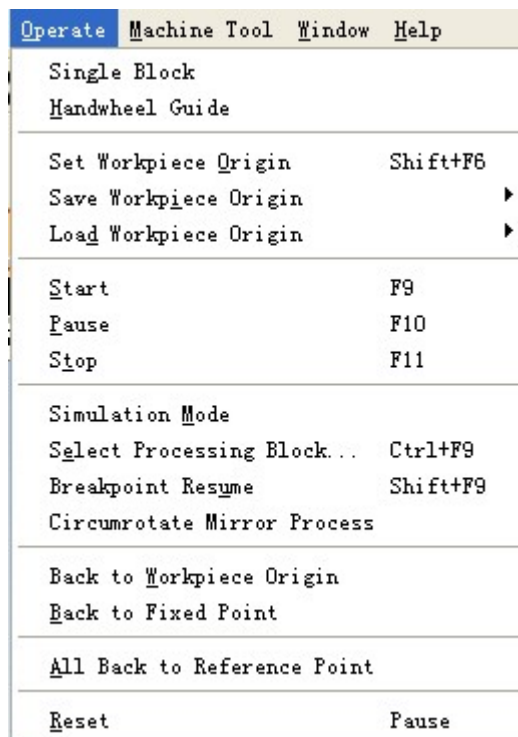 Operate Machine Tool Window Help
Single Block
Handwheel Guide
Set Workpiece Origin Shift+F6
Save Workpiece Origin
Load Workpiece Origin
Start F9
Pause F10
Stop F11
Simulation Mode
Select Processing Block... Ctrl+F9
Breakpoint Resume Shift+F9
Circumrotate Mirror Process
Back to Workpiece Origin
Back to Fixed Point
All Back to Reference Point
Reset Pause